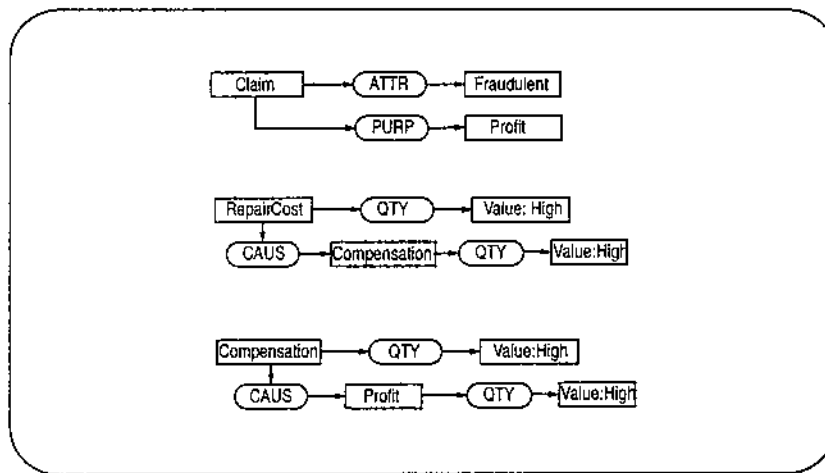 Claim ATTR Fraudulent
PURP Profit
RepairCost QTY Value: High
CAUS Compensation QTY Value:High
Compensation QTY Value:High
CAUS Profit QTY Value:High